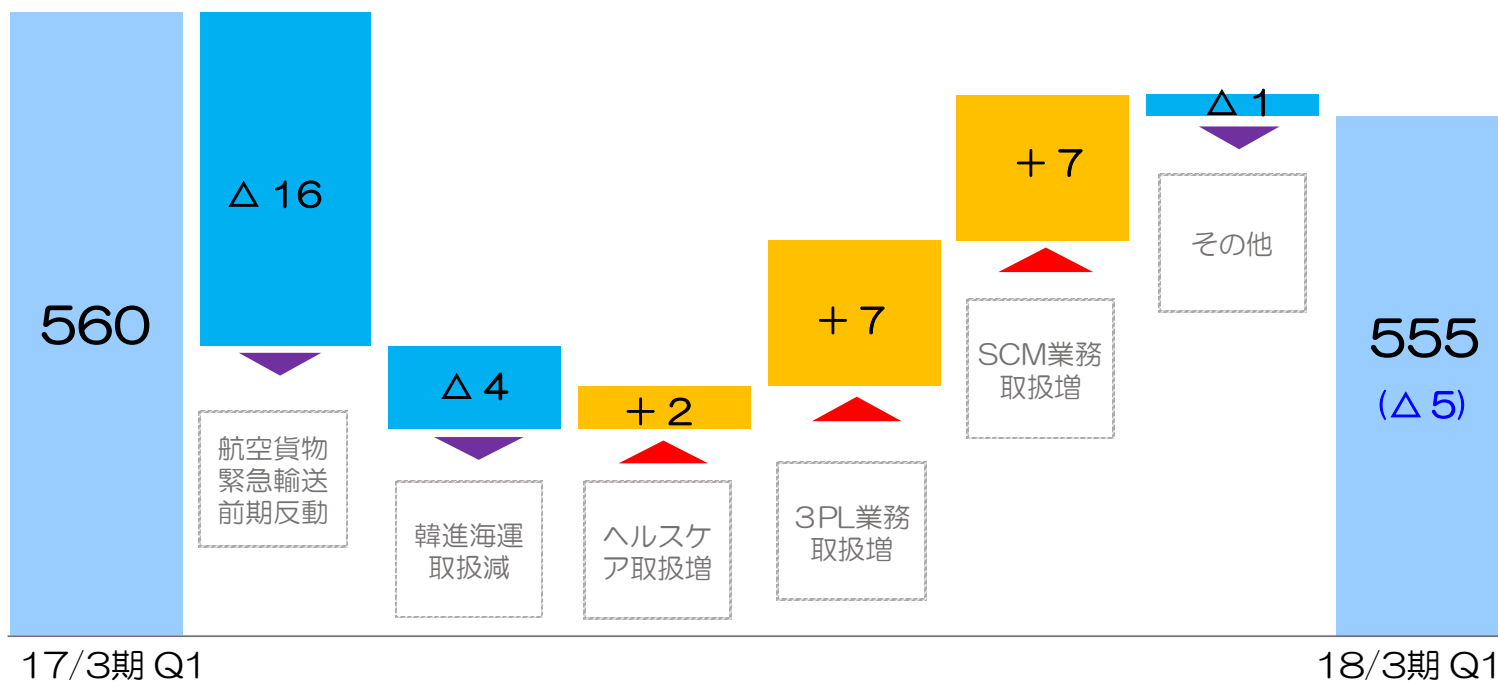 560
△ 16
航空貨物
緊急輸送
前期反動
△ 4
韓進海運
取扱減
＋ 2
ヘルスケ
ア取扱増
＋ 7
3PL業務
取扱増
＋ 7
SCM業務
取扱増
△ 1
その他
555
(△ 5)
17/3期 Q1
18/3期 Q1